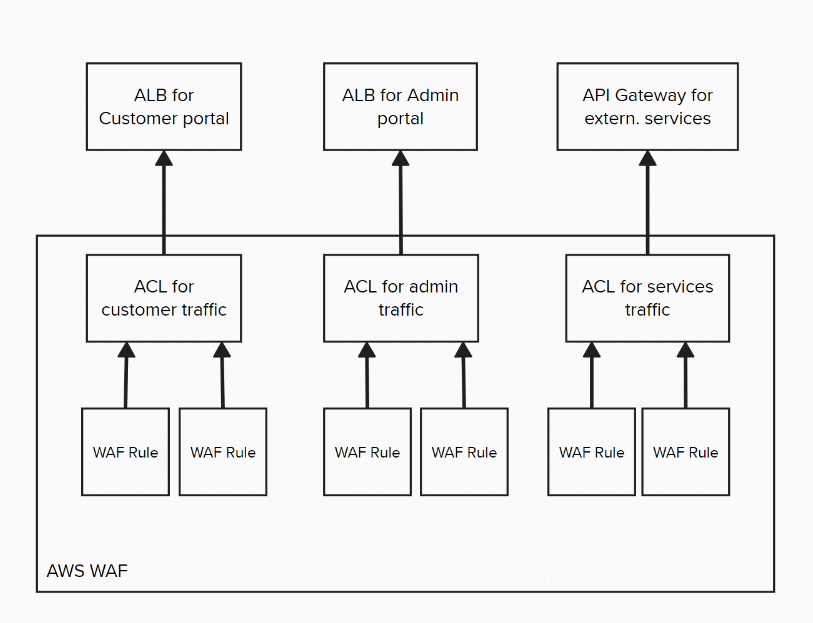 ALB for
Customer portal
ALB for Admin
portal
API Gateway for
extern. services
ACL for
customer traffic
ACL for admin
traffic
ACL for services
traffic
WAF Rule
WAF Rule
WAF Rule
WAF Rule
WAF Rule
WAF Rule
AWS WAF